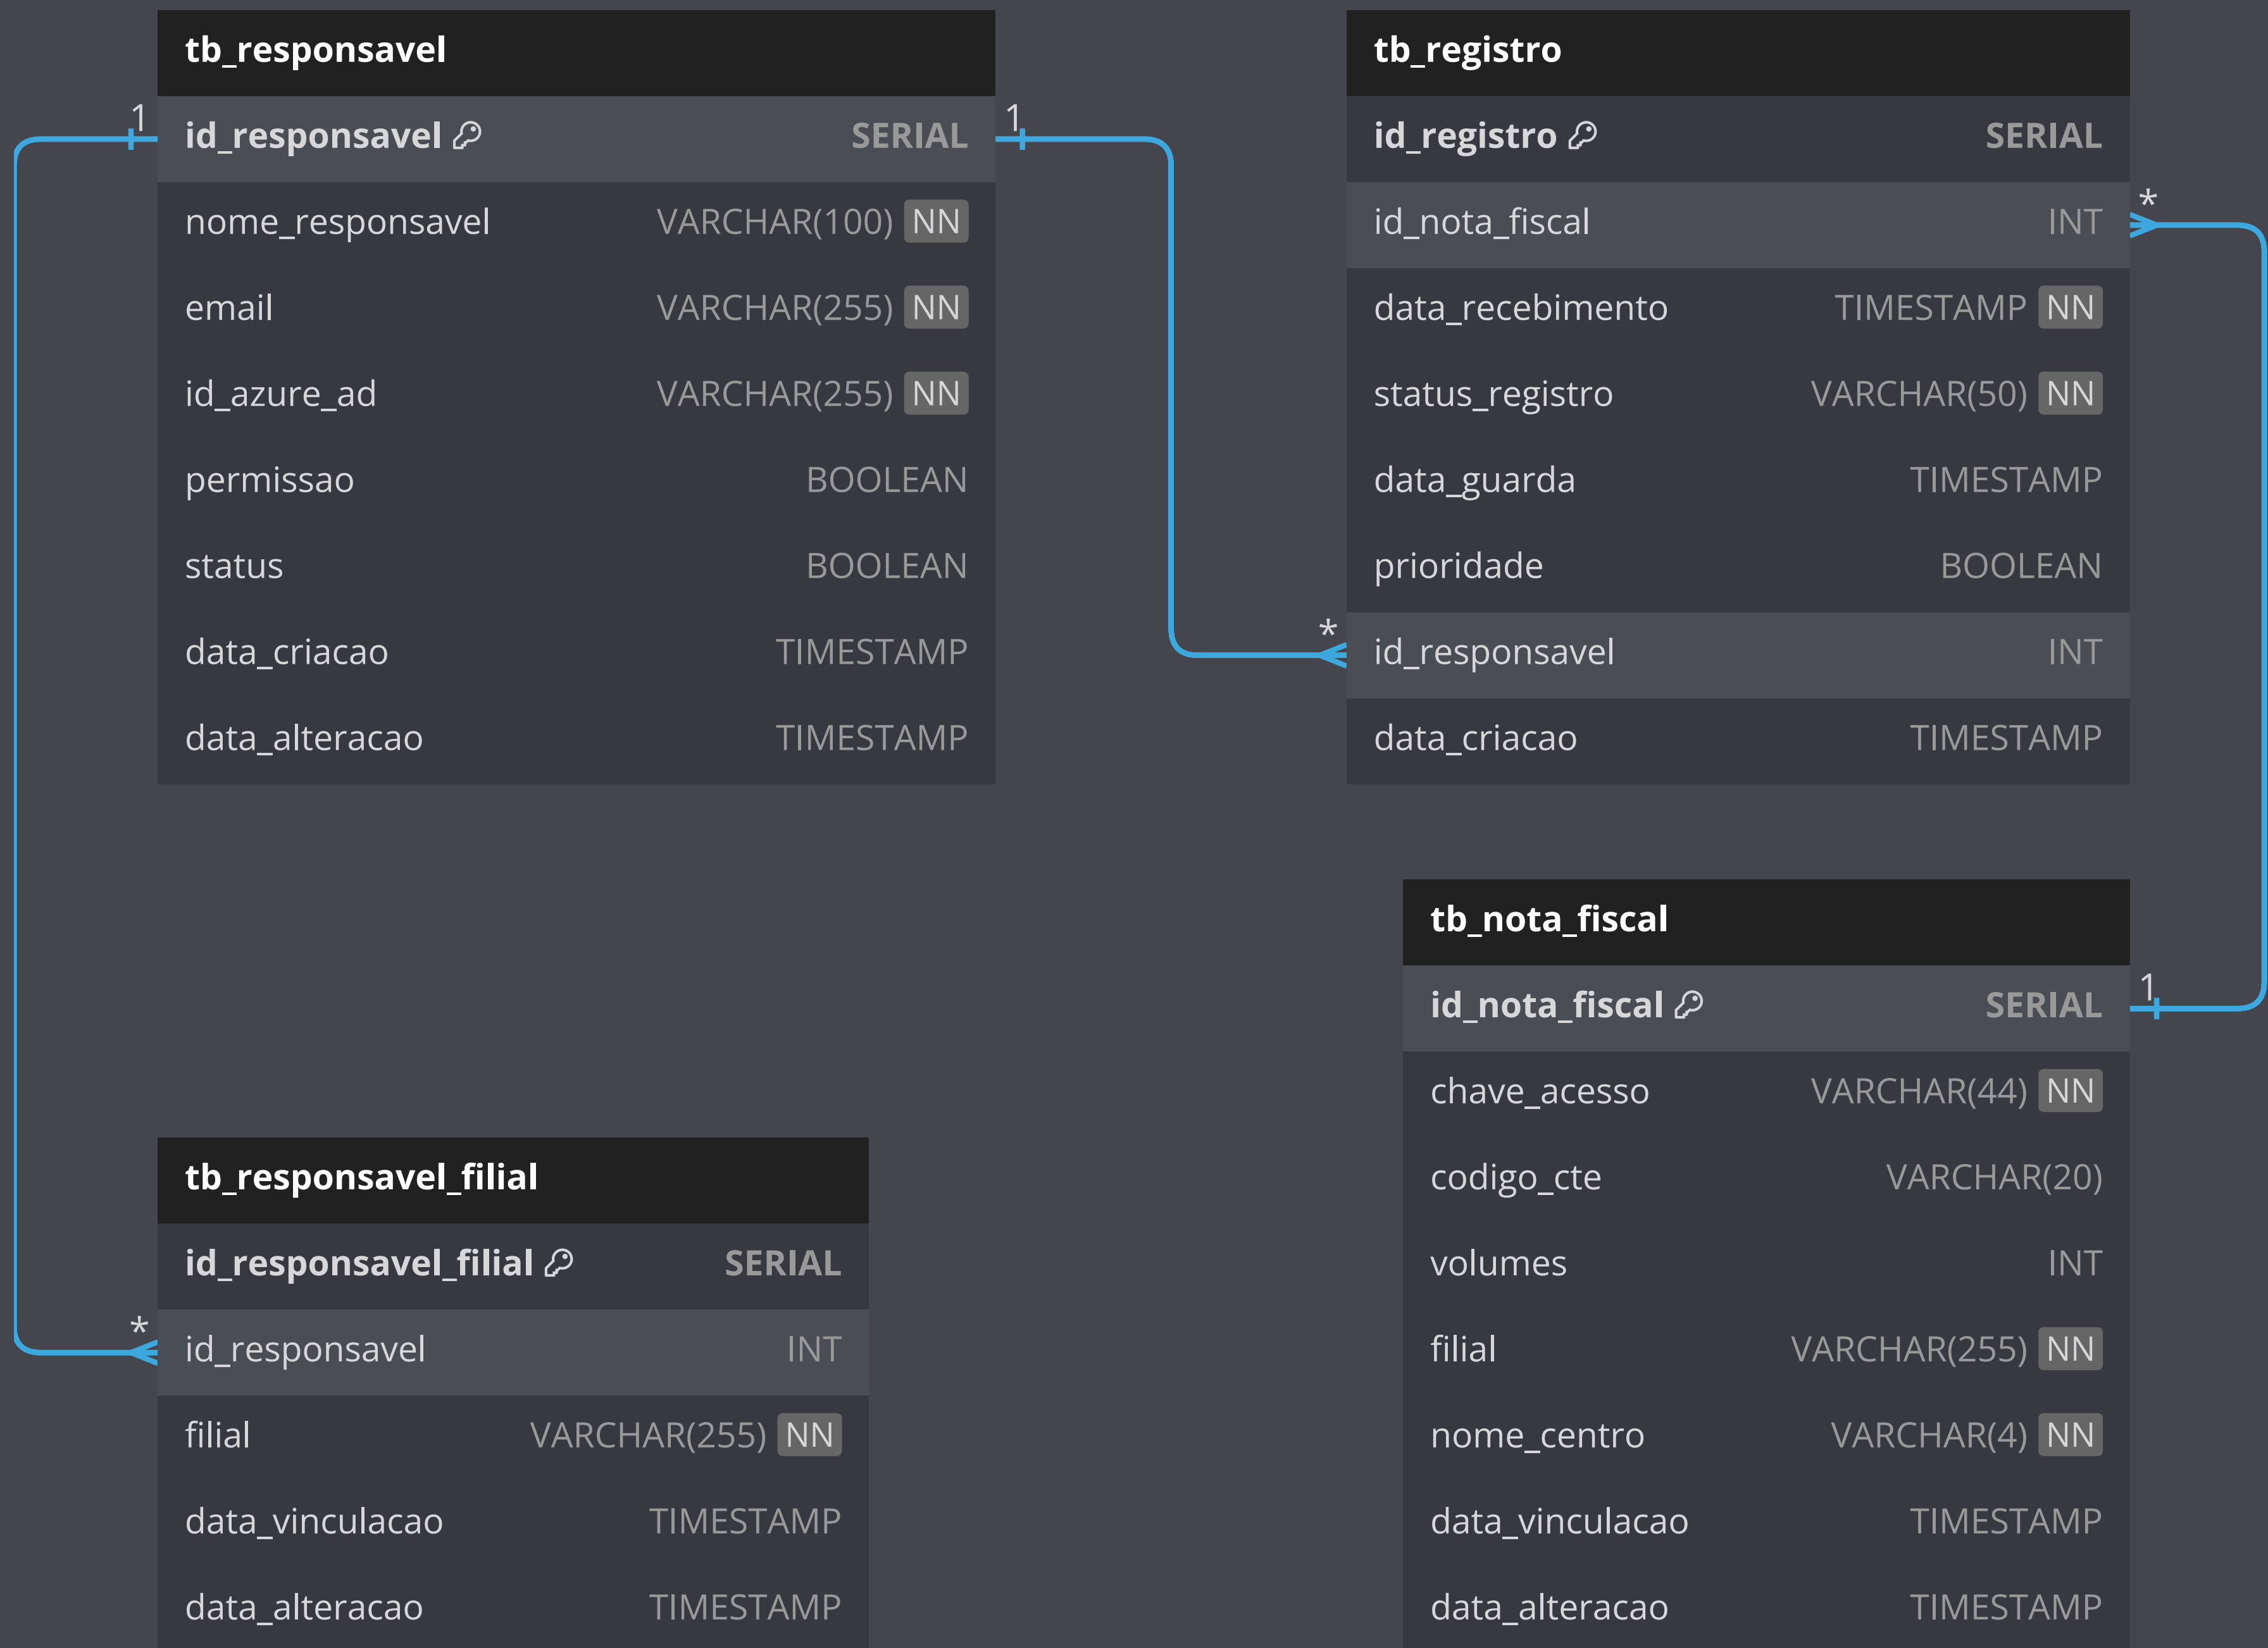 tb_responsavel
1
id_responsavel SERIAL
1
nome_responsavel VARCHAR(100) NN
email VARCHAR(255) NN
id_azure_ad VARCHAR(255) NN
permissao BOOLEAN
status BOOLEAN
data_criacao TIMESTAMP
data_alteracao TIMESTAMP
tb_registro
id_registro SERIAL
id_nota_fiscal INT
*
data_recebimento TIMESTAMP NN
status_registro VARCHAR(50) NN
data_guarda TIMESTAMP
prioridade BOOLEAN
*
id_responsavel INT
data_criacao TIMESTAMP
tb_responsavel_filial
id_responsavel_filial SERIAL
*
id_responsavel INT
filial VARCHAR(255) NN
data_vinculacao TIMESTAMP
data_alteracao TIMESTAMP
tb_nota_fiscal
id_nota_fiscal SERIAL
1
chave_acesso VARCHAR(44) NN
codigo_cte VARCHAR(20)
volumes INT
filial VARCHAR(255) NN
nome_centro VARCHAR(4) NN
data_vinculacao TIMESTAMP
data_alteracao TIMESTAMP